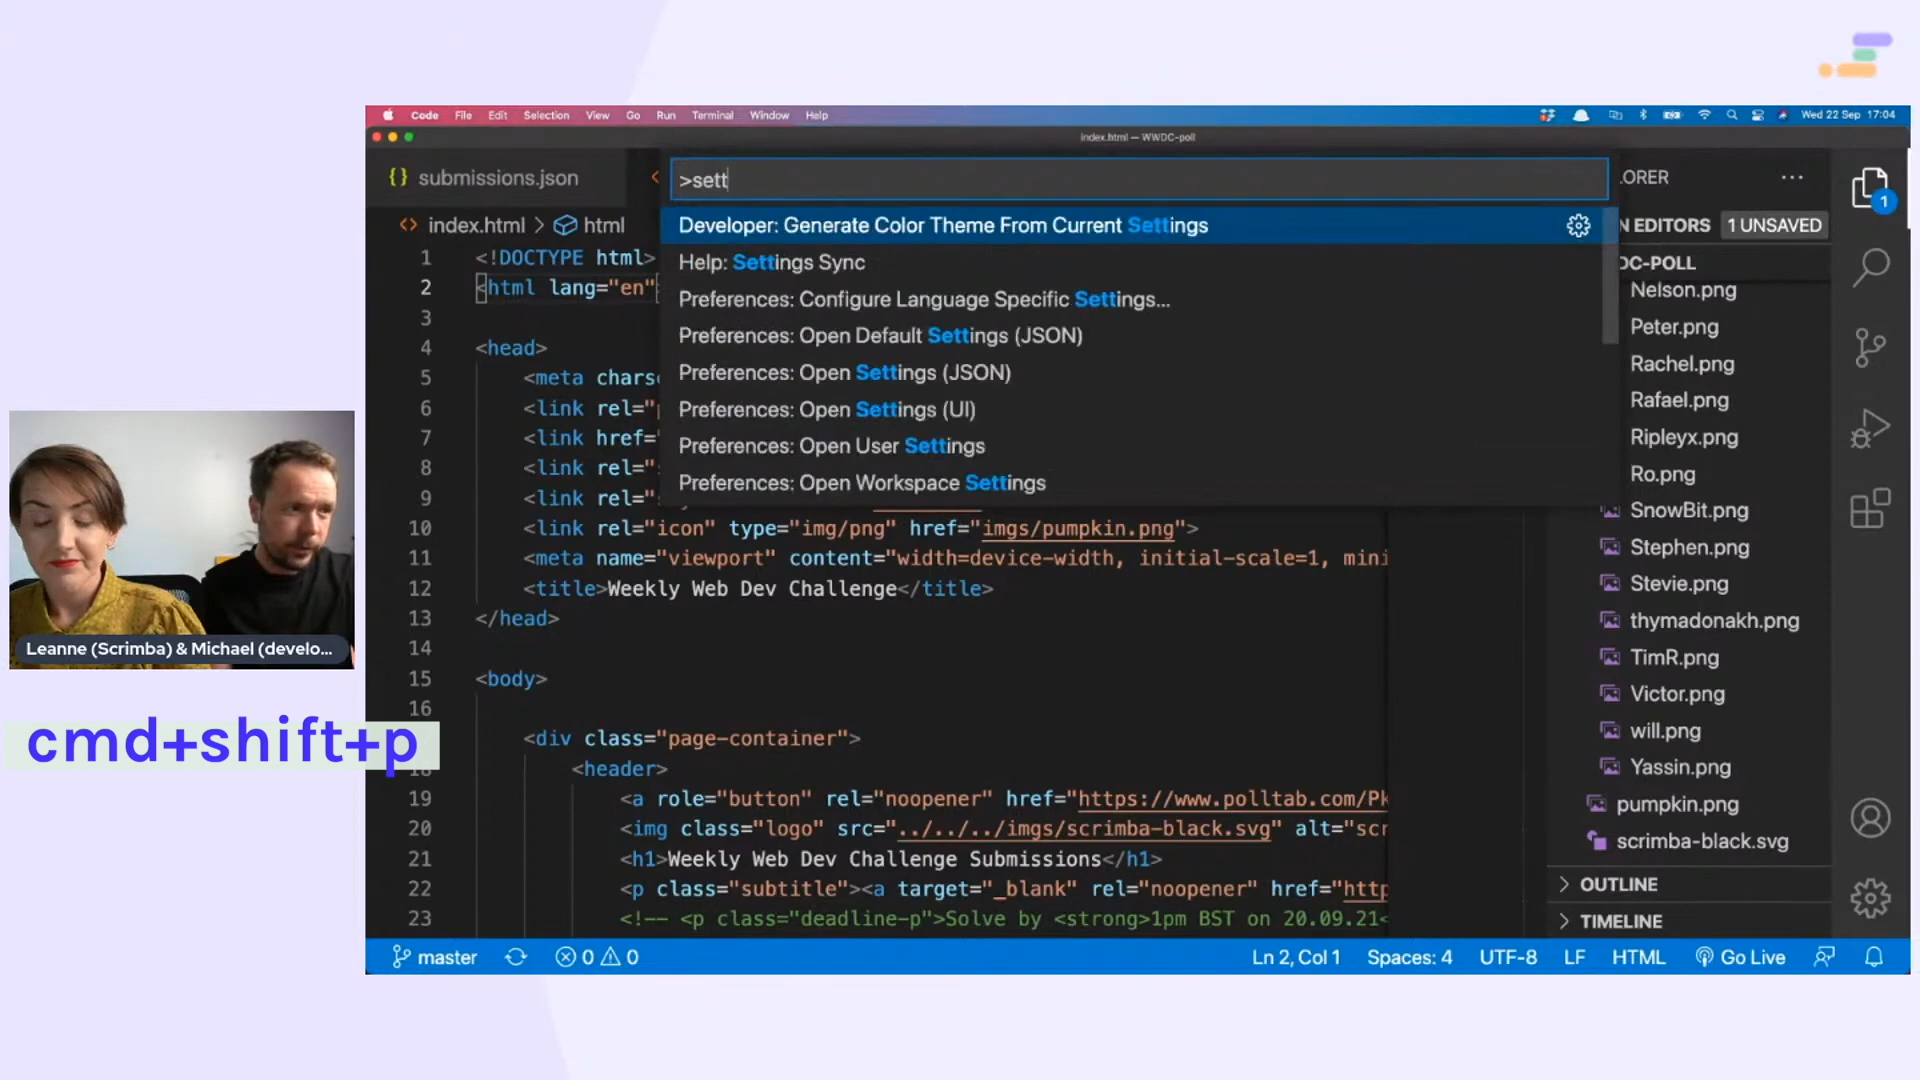 Code File Edit Selection View Go Run Terminal Window Help
Wed 22 Sep 17:04
index.html — WWDC-poll
{} submissions.json
>sett
Developer: Generate Color Theme From Current Settings
Help: Settings Sync
Preferences: Configure Language Specific Settings...
Preferences: Open Default Settings (JSON)
Preferences: Open Settings (JSON)
Preferences: Open Settings (UI)
Preferences: Open User Settings
Preferences: Open Workspace Settings
index.html > html
1 <!DOCTYPE html>
2 <html lang="en"
3
4 <head>
5 <meta charse
6 <link rel="
7 <link href="
8 <link rel="
9 <link rel="
10 <link rel="icon" type="img/png" href="imgs/pumpkin.png">
11 <meta name="viewport" content="width=device-width, initial-scale=1, mini
12 <title>Weekly Web Dev Challenge</title>
13 </head>
14
15 <body>
16
<div class="page-container">
18 <header>
19 <a role="button" rel="noopener" href="https://www.polltab.com/Pk
20 <img class="logo" src="../../../imgs/scrimba-black.svg" alt="scr
21 <h1>Weekly Web Dev Challenge Submissions</h1>
22 <p class="subtitle"><a target="_blank" rel="noopener" href="http
23 <!-- <p class="deadline-p">Solve by <strong>1pm BST on 20.09.21<
LORER
1
N EDITORS 1 UNSAVED
DC-POLL
Nelson.png
Peter.png
Rachel.png
Rafael.png
Ripleyx.png
Ro.png
SnowBit.png
Stephen.png
Stevie.png
thymadonakh.png
TimR.png
Victor.png
will.png
Yassin.png
pumpkin.png
scrimba-black.svg
OUTLINE
TIMELINE
master 0 0 Ln 2, Col 1 Spaces: 4 UTF-8 LF HTML Go Live
Leanne (Scrimba) & Michael (develo...
cmd+shift+p